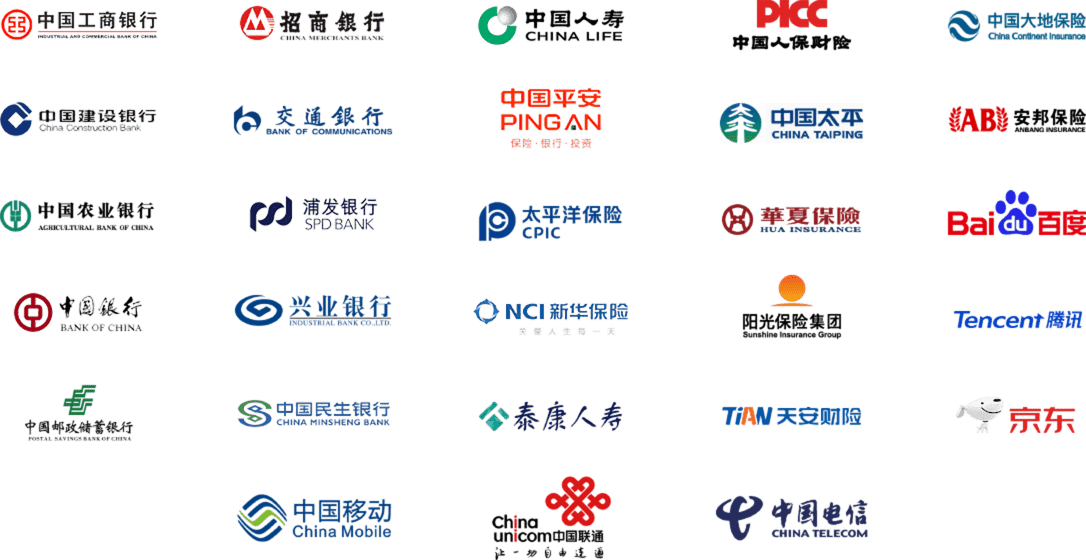 中国工商银行
INDUSTRIAL AND COMMERCIAL BANK OF CHINA
招商銀行
CHINA MERCHANTS BANK
中国人寿
CHINA LIFE
PICC
中国人保财险
中国大地保险
China Continent Insurance
中国建设银行
China Construction Bank
交通銀行
BANK OF COMMUNICATIONS
中国平安
PING AN
保险·银行·投资
中国太平
CHINA TAIPING
AB
安邦保险
ANBANG INSURANCE
中国农业银行
AGRICULTURAL BANK OF CHINA
浦发银行
SPD BANK
太平洋保险
CPIC
華夏保險
HUA INSURANCE
Bai du 百度
中国银行
BANK OF CHINA
兴业银行
INDUSTRIAL BANK CO.,LTD.
NCI 新华保险
关爱人生每一天
阳光保险集团
Sunshine Insurance Group
Tencent 腾讯
中国邮政储蓄银行
POSTAL SAVINGS BANK OF CHINA
中国民生银行
CHINA MINSHENG BANK
泰康人寿
TiAN 天安财险
京东
中国移动
China Mobile
China
unicom中国联通
让一切自由连通
中国电信
CHINA TELECOM